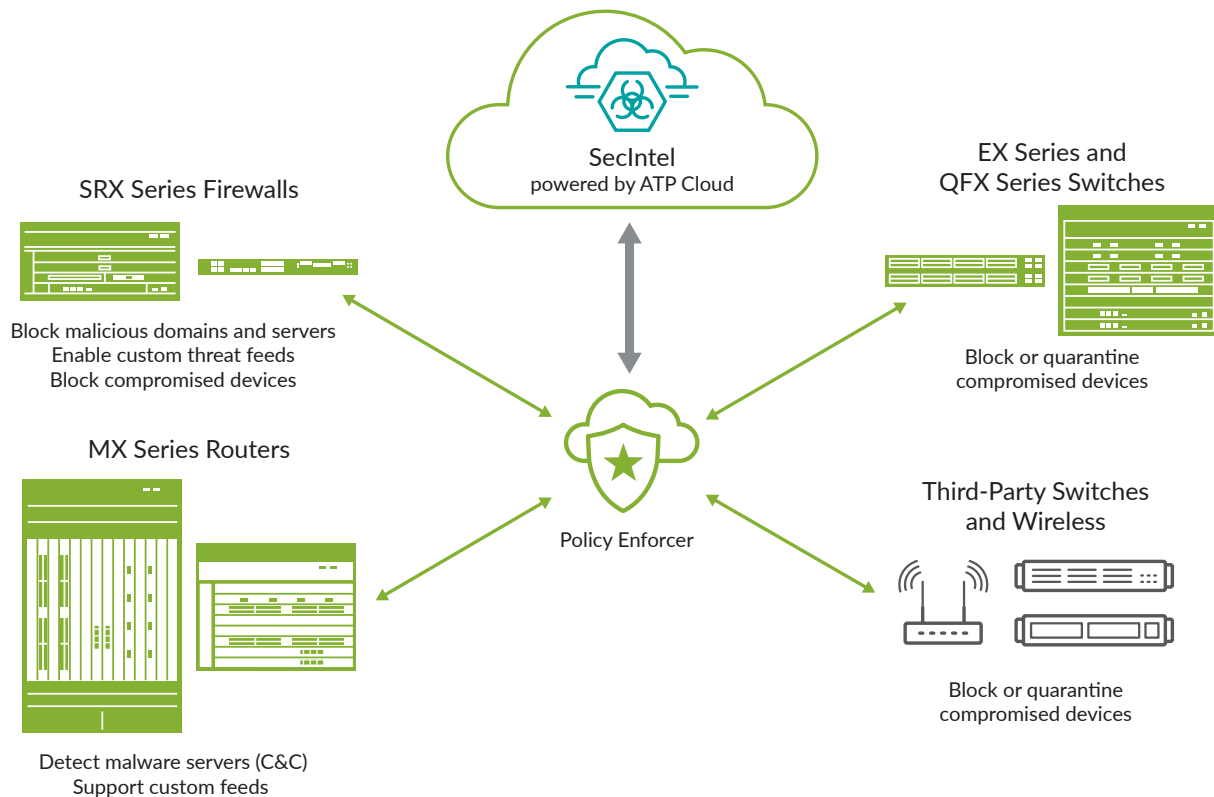 SecIntel
powered by ATP Cloud
SRX Series Firewalls
Block malicious domains and servers
Enable custom threat feeds
Block compromised devices
EX Series and
QFX Series Switches
Block or quarantine
compromised devices
Policy Enforcer
MX Series Routers
Detect malware servers (C&C)
Support custom feeds
Third-Party Switches
and Wireless
Block or quarantine
compromised devices